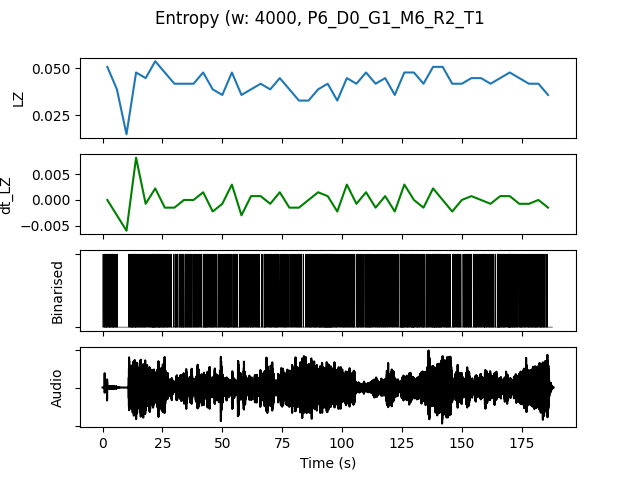 Entropy (w: 4000, P6_D0_G1_M6_R2_T1
0.050
0.025
LZ
0.005
0.000
−0.005
dt_LZ
Binarised
Audio
0 25 50 75 100 125 150 175
Time (s)